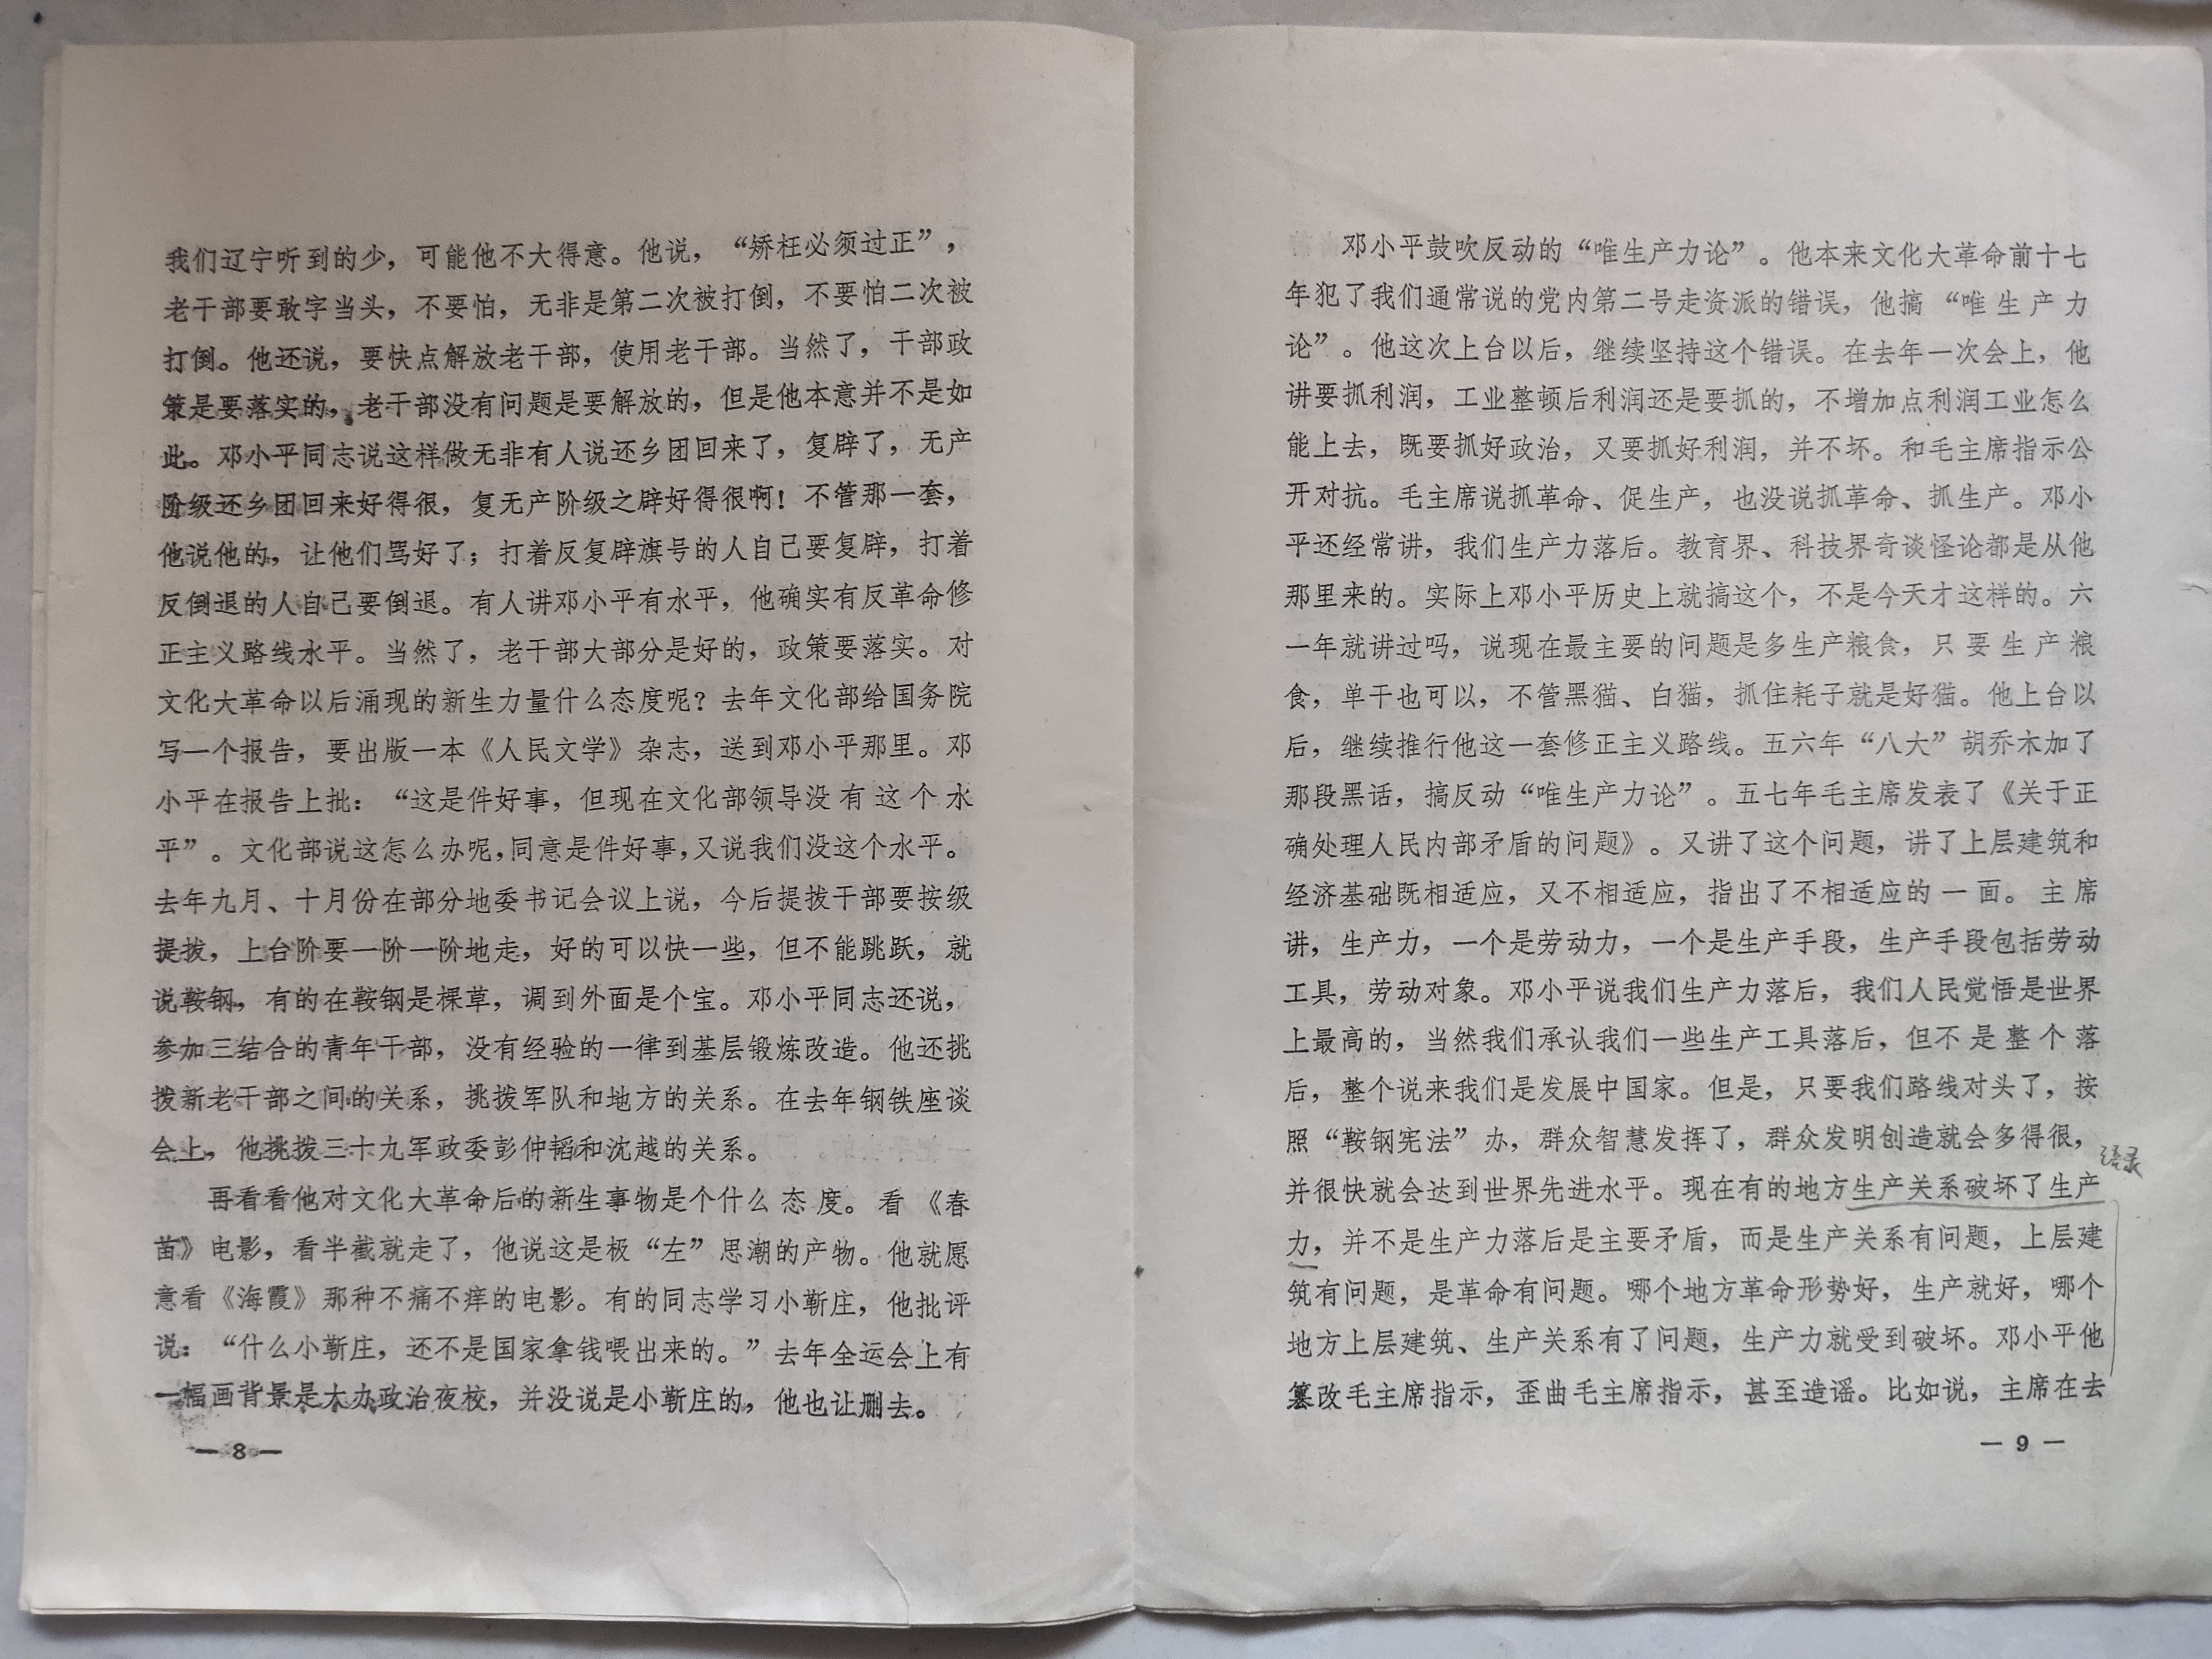 我们辽宁听到的少，可能他不大得意。他说，“矫枉必须过正”，
老干部要敢字当头，不要怕，无非是第二次被打倒，不要怕二次被
打倒。他还说，要快点解放老干部，使用老干部。当然了，干部政
策是要落实的，老干部没有问题是要解放的，但是他本意并不是如
此。邓小平同志说这样做无非有人说还乡团回来了，复辟了，无产
阶级还乡团回来好得很，复无产阶级之辟好得很啊！不管那一套，
他说他的，让他们骂好了；打着反复辟旗号的人自己要复辟，打着
反倒退的人自己要倒退。有人讲邓小平有水平，他确实有反革命修
正主义路线水平。当然了，老干部大部分是好的，政策要落实。对
文化大革命以后涌现的新生力量什么态度呢？去年文化部给国务院
写一个报告，要出版一本《人民文学》杂志，送到邓小平那里。邓
小平在报告上批：“这是件好事，但现在文化部领导没有这个水
平”。文化部说这怎么办呢，同意是件好事，又说我们没这个水平。
去年九月、十月份在部分地委书记会议上说，今后提拔干部要按级
提拔，上台阶要一阶一阶地走，好的可以快一些，但不能跳跃，就
说鞍钢，有的在鞍钢是棵草，调到外面是个宝。邓小平同志还说，
参加三结合的青年干部，没有经验的一律到基层锻炼改造。他还挑
拨新老干部之间的关系，挑拨军队和地方的关系。在去年钢铁座谈
会上，他挑拨三十九军政委彭仲韬和沈越的关系。
再看看他对文化大革命后的新生事物是个什么态度。看《春
苗》电影，看半截就走了，他说这是极“左”思潮的产物。他就愿
意看《海霞》那种不痛不痒的电影。有的同志学习小靳庄，他批评
说：“什么小靳庄，还不是国家拿钱喂出来的。”去年全运会上有
一幅画背景是大办政治夜校，并没说是小靳庄的，他也让删去。
— 8 —
邓小平鼓吹反动的“唯生产力论”。他本来文化大革命前十七
年犯了我们通常说的党内第二号走资派的错误，他搞“唯生产力
论”。他这次上台以后，继续坚持这个错误。在去年一次会上，他
讲要抓利润，工业整顿后利润还是要抓的，不增加点利润工业怎么
能上去，既要抓好政治，又要抓好利润，并不坏。和毛主席指示公
开对抗。毛主席说抓革命、促生产，也没说抓革命、抓生产。邓小
平还经常讲，我们生产力落后。教育界、科技界奇谈怪论都是从他
那里来的。实际上邓小平历史上就搞这个，不是今天才这样的。六
一年就讲过吗，说现在最主要的问题是多生产粮食，只要生产粮
食，单干也可以，不管黑猫、白猫，抓住耗子就是好猫。他上台以
后，继续推行他这一套修正主义路线。五六年“八大”胡乔木加了
那段黑话，搞反动“唯生产力论”。五七年毛主席发表了《关于正
确处理人民内部矛盾的问题》。又讲了这个问题，讲了上层建筑和
经济基础既相适应，又不相适应，指出了不相适应的一面。主席
讲，生产力，一个是劳动力，一个是生产手段，生产手段包括劳动
工具，劳动对象。邓小平说我们生产力落后，我们人民觉悟是世界
上最高的，当然我们承认我们一些生产工具落后，但不是整个落
后，整个说来我们是发展中国家。但是，只要我们路线对头了，按
照“鞍钢宪法”办，群众智慧发挥了，群众发明创造就会多得很，
语录
并很快就会达到世界先进水平。现在有的地方生产关系破坏了生产
力，并不是生产力落后是主要矛盾，而是生产关系有问题，上层建
筑有问题，是革命有问题。哪个地方革命形势好，生产就好，哪个
地方上层建筑、生产关系有了问题，生产力就受到破坏。邓小平他
篡改毛主席指示，歪曲毛主席指示，甚至造谣。比如说，主席在去
— 9 —